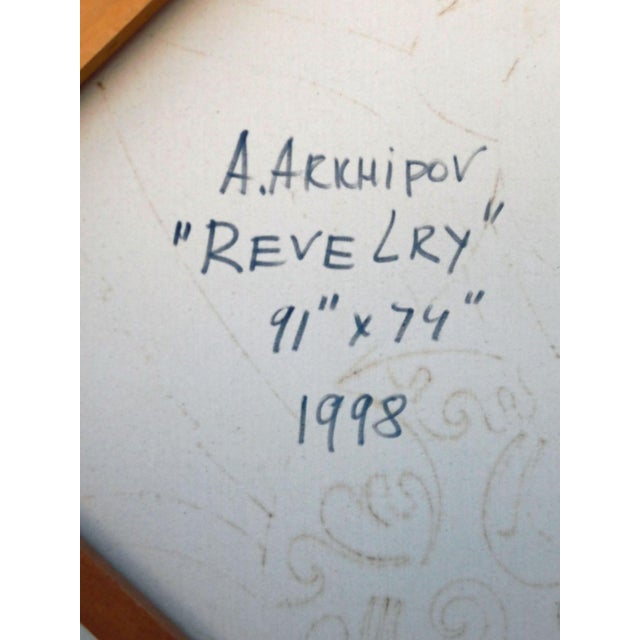 A. ARKHIPOV
"REVELRY"
91" x 74"
1998